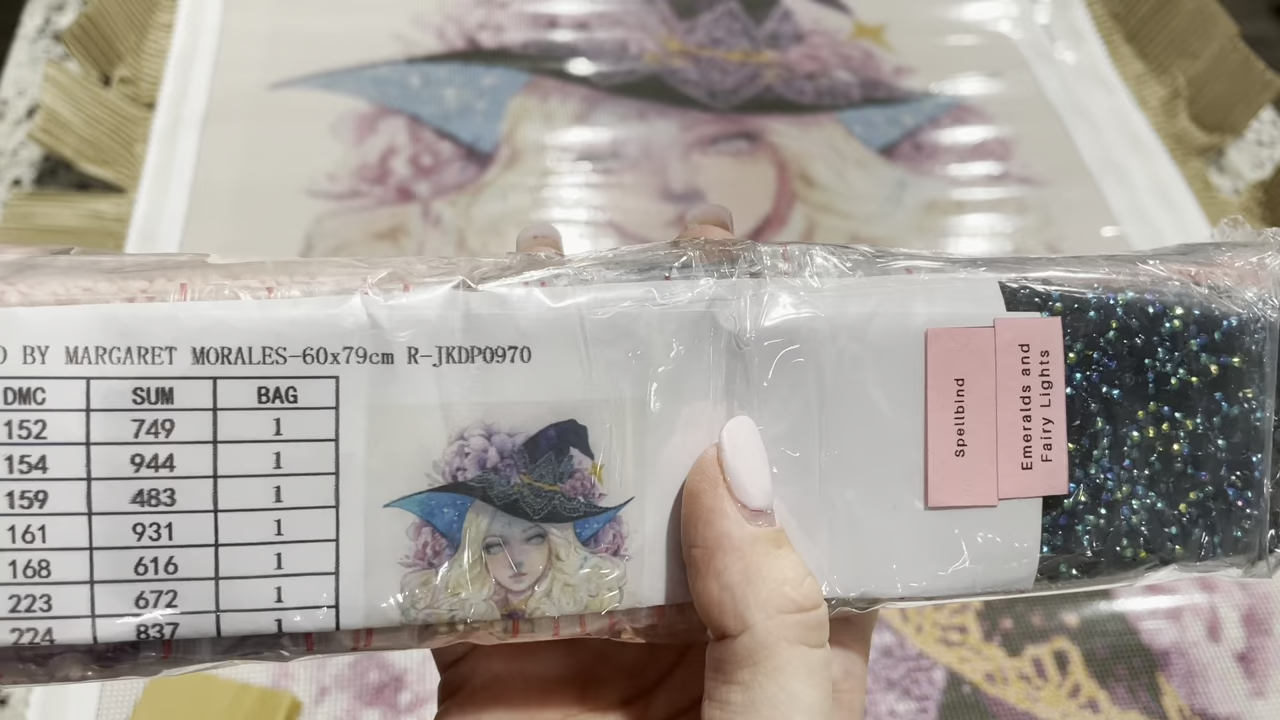 BY MARGARET MORALES-60x79cm R-JKDP0970
DMC SUM BAG
152 749 1
154 944 1
159 483 1
161 931 1
168 616 1
223 672 1
224 837 1
Spellbind
Emeralds and
Fairy Lights